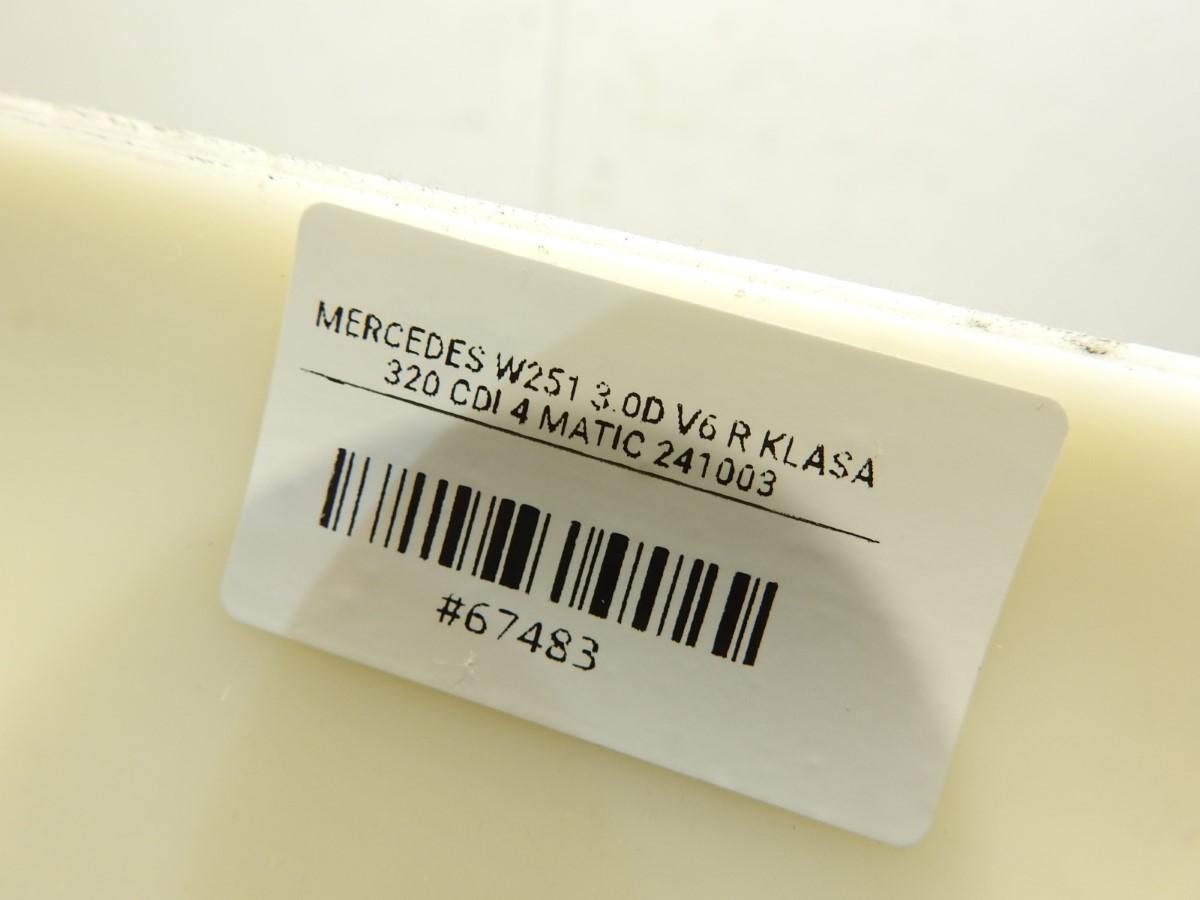 MERCEDES W251 3.0D V6 R KLASA
320 CDI 4 MATIC 241003
#67483